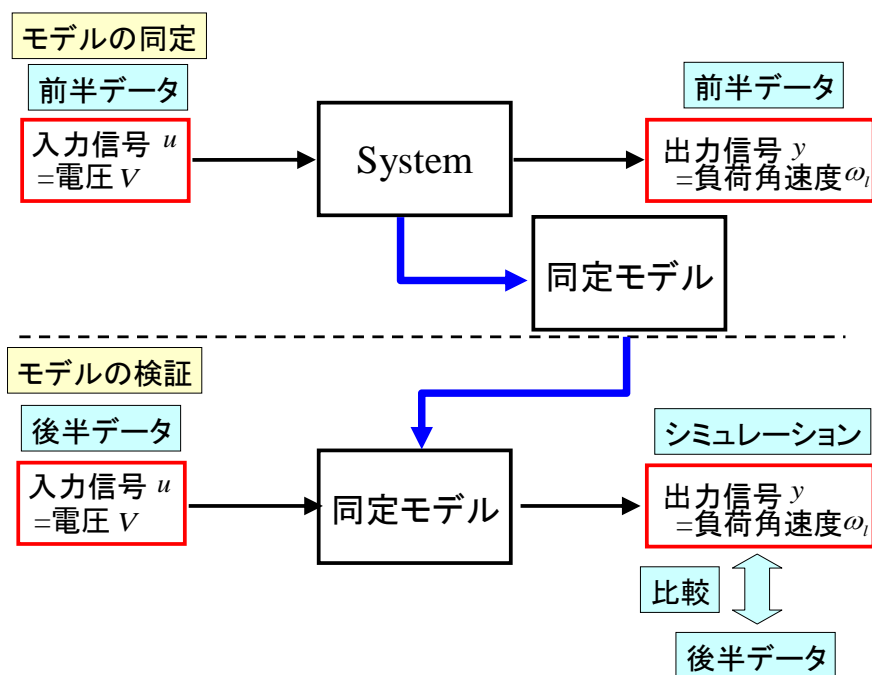 モデルの同定
前半データ
前半データ
入力信号 u
=電圧 V
System
出力信号 y
=負荷角速度ω_l
同定モデル
モデルの検証
後半データ
シミュレーション
入力信号 u
=電圧 V
同定モデル
出力信号 y
=負荷角速度ω_l
比較
後半データ